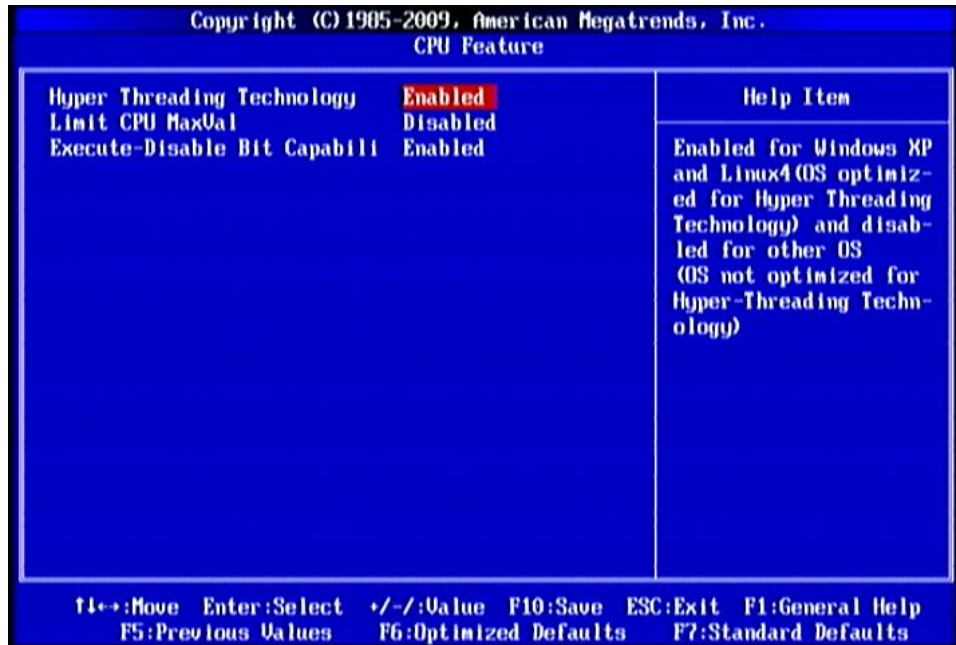 Copyright (C)1985-2009, American Megatrends, Inc.
CPU Feature
Hyper Threading Technology Enabled
Limit CPU MaxVal Disabled
Execute-Disable Bit Capabili Enabled
Help Item
Enabled for Windows XP
and Linux4(OS optimiz-
ed for Hyper Threading
Technology) and disab-
led for other OS
(OS not optimized for
Hyper-Threading Techn-
ology)
↑↓←→:Move Enter:Select +/-/:Value F10:Save ESC:Exit F1:General Help
F5:Previous Values F6:Optimized Defaults F7:Standard Defaults